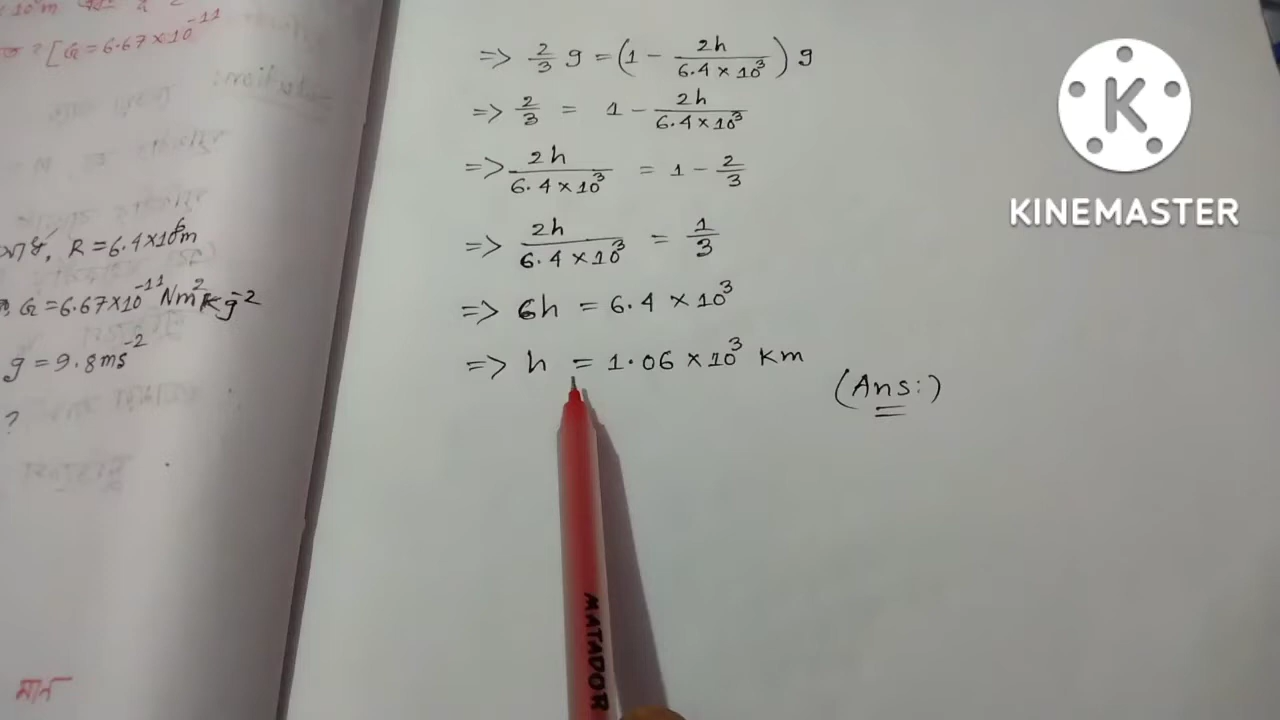 [G=6.67×10⁻¹¹
R=6.4×10⁶m
G=6.67×10⁻¹¹Nm²Kg⁻²
g=9.8ms⁻²
?
মান
=> 2/3 g = (1 - 2h/6.4×10³) g
=> 2/3 = 1 - 2h/6.4×10³
=> 2h/6.4×10³ = 1 - 2/3
=> 2h/6.4×10³ = 1/3
=> 6h = 6.4×10³
=> h = 1.06×10³ km
(Ans:)
K
KINEMASTER
MATADOR